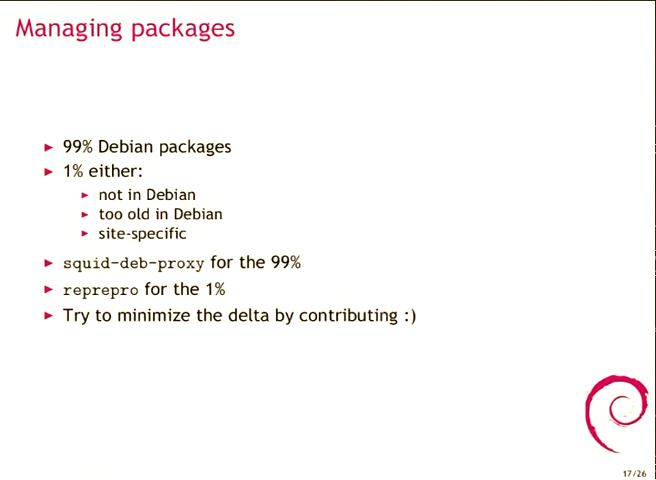 Managing packages
99% Debian packages
1% either:
not in Debian
too old in Debian
site-specific
squid-deb-proxy for the 99%
reprepro for the 1%
Try to minimize the delta by contributing :)
17/26